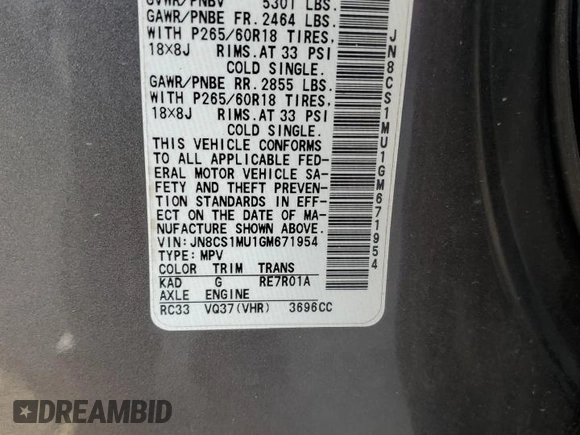 GVWR/PNBV 5301 LBS.
GAWR/PNBE FR. 2464 LBS.
WITH P265/60R18 TIRES,
18X8J RIMS.AT 33 PSI
COLD SINGLE.
GAWR/PNBE RR. 2855 LBS.
WITH P265/60R18 TIRES,
18X8J RIMS.AT 33 PSI
COLD SINGLE.
THIS VEHICLE CONFORMS
TO ALL APPLICABLE FED-
ERAL MOTOR VEHICLE SA-
FETY AND THEFT PREVEN-
TION STANDARDS IN EFF-
ECT ON THE DATE OF MA-
NUFACTURE SHOWN ABOVE.
VIN: JN8CS1MU1GM671954
TYPE: MPV
COLOR TRIM TRANS
KAD G RE7R01A
AXLE ENGINE
RC33 VQ37(VHR) 3696CC
JN8CS1MU1GM671954
DREAMBID